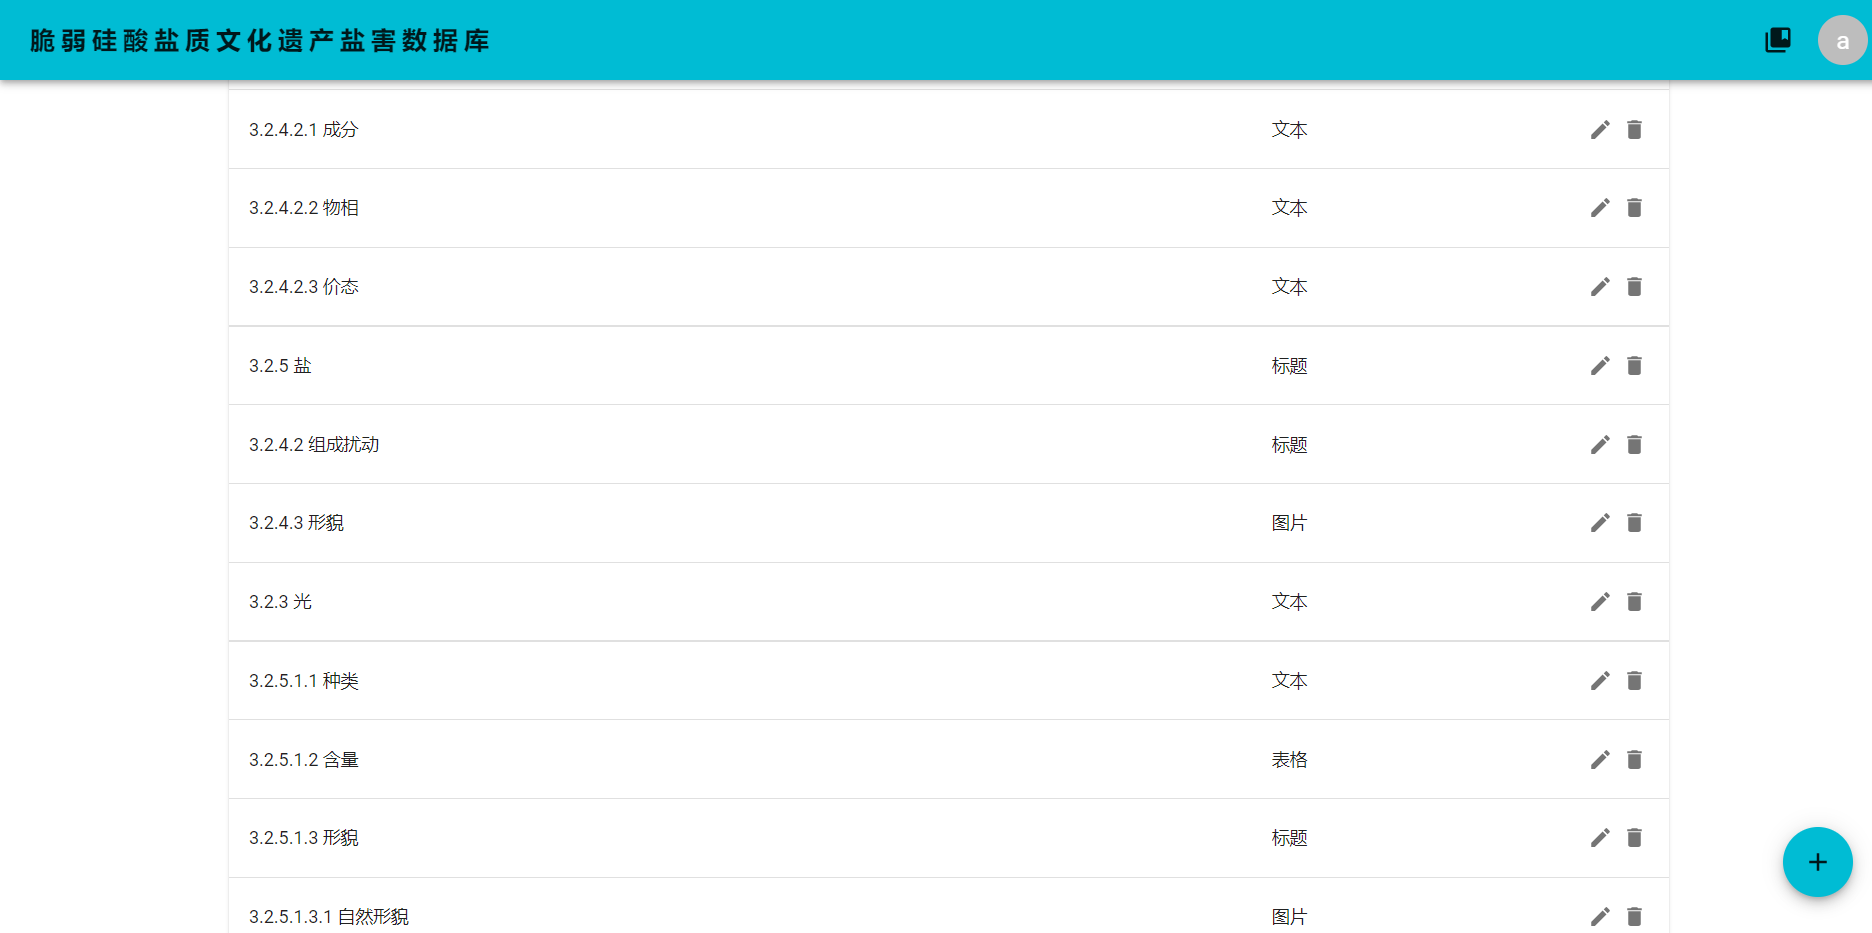 脆弱硅酸盐质文化遗产盐害数据库
a
3.2.4.2.1 成分 文本
3.2.4.2.2 物相 文本
3.2.4.2.3 价态 文本
3.2.5 盐 标题
3.2.4.2 组成扰动 标题
3.2.4.3 形貌 图片
3.2.3 光 文本
3.2.5.1.1 种类 文本
3.2.5.1.2 含量 表格
3.2.5.1.3 形貌 标题
3.2.5.1.3.1 自然形貌 图片